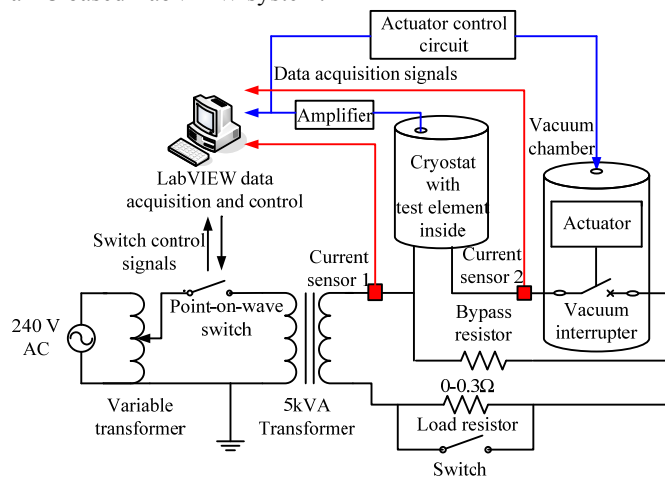 Actuator control
circuit
Data acquisition signals
Amplifier
Vacuum
chamber
Cryostat
with
test element
inside
LabVIEW data
acquisition and control
Actuator
Switch control
signals
Current
sensor 1
Current
sensor 2
Point-on-wave
switch
240 V
AC
Bypass
resistor
Vacuum
interrupter
0-0.3Ω
Variable
transformer
5kVA
Transformer
Load resistor
Switch